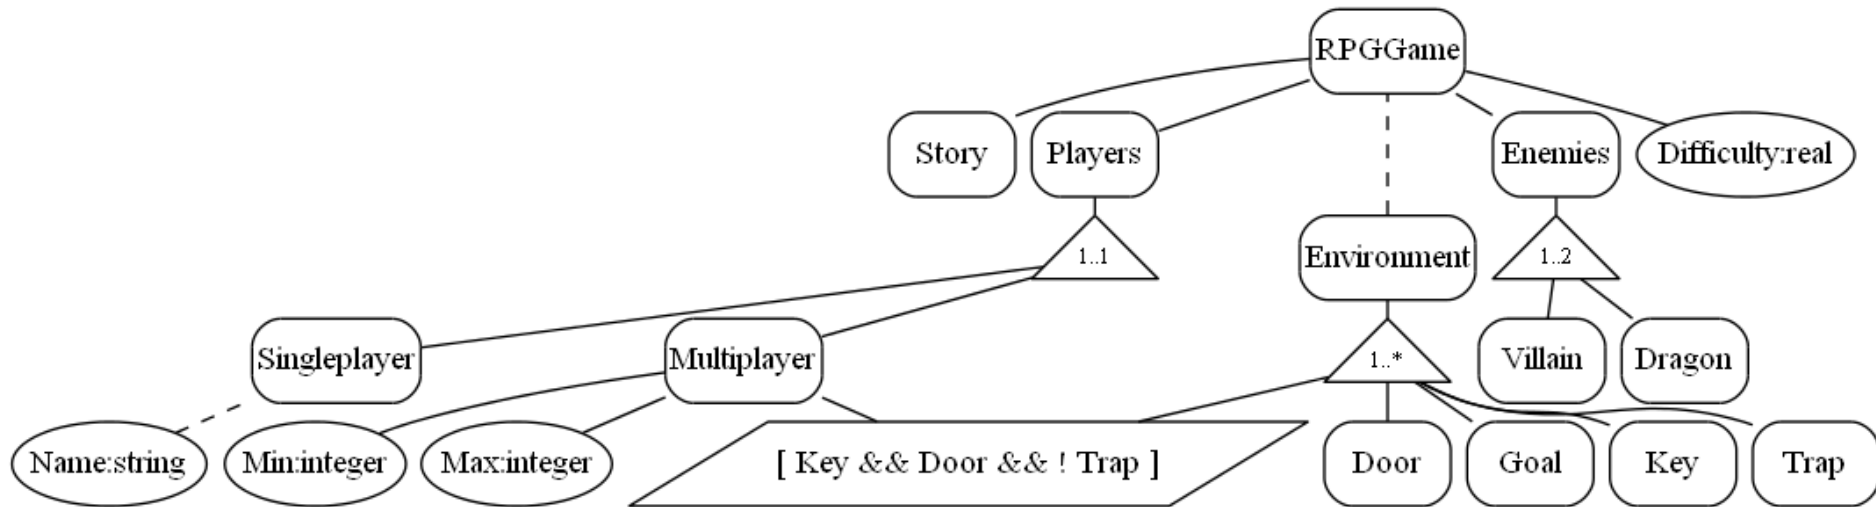 RPGGame
Story
Players
Enemies
Difficulty:real
1..1
Environment
1..2
Singleplayer
Multiplayer
1..*
Villain
Dragon
Name:string
Min:integer
Max:integer
[ Key && Door && ! Trap ]
Door
Goal
Key
Trap